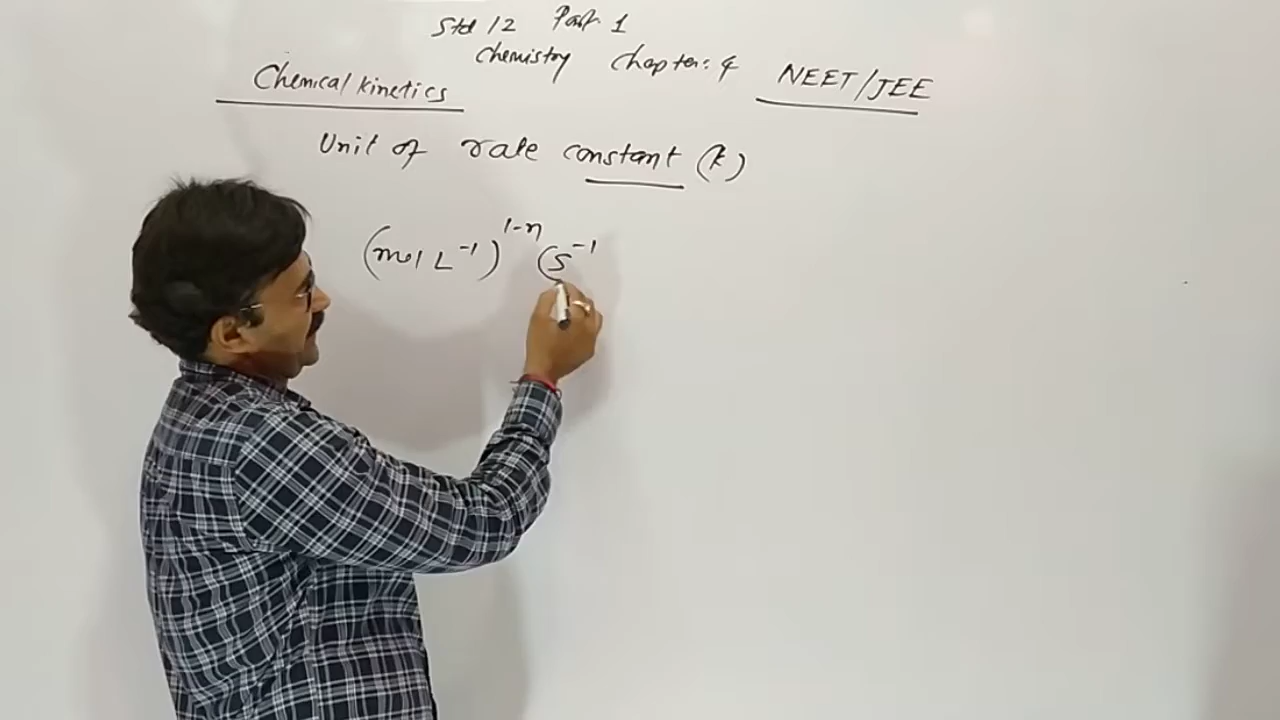 Std 12 Part 1
Chemistry Chapter: 4
Chemical kinetics
NEET/JEE
Unit of rate constant (k)
(mol L⁻¹)¹⁻ⁿ (s⁻¹